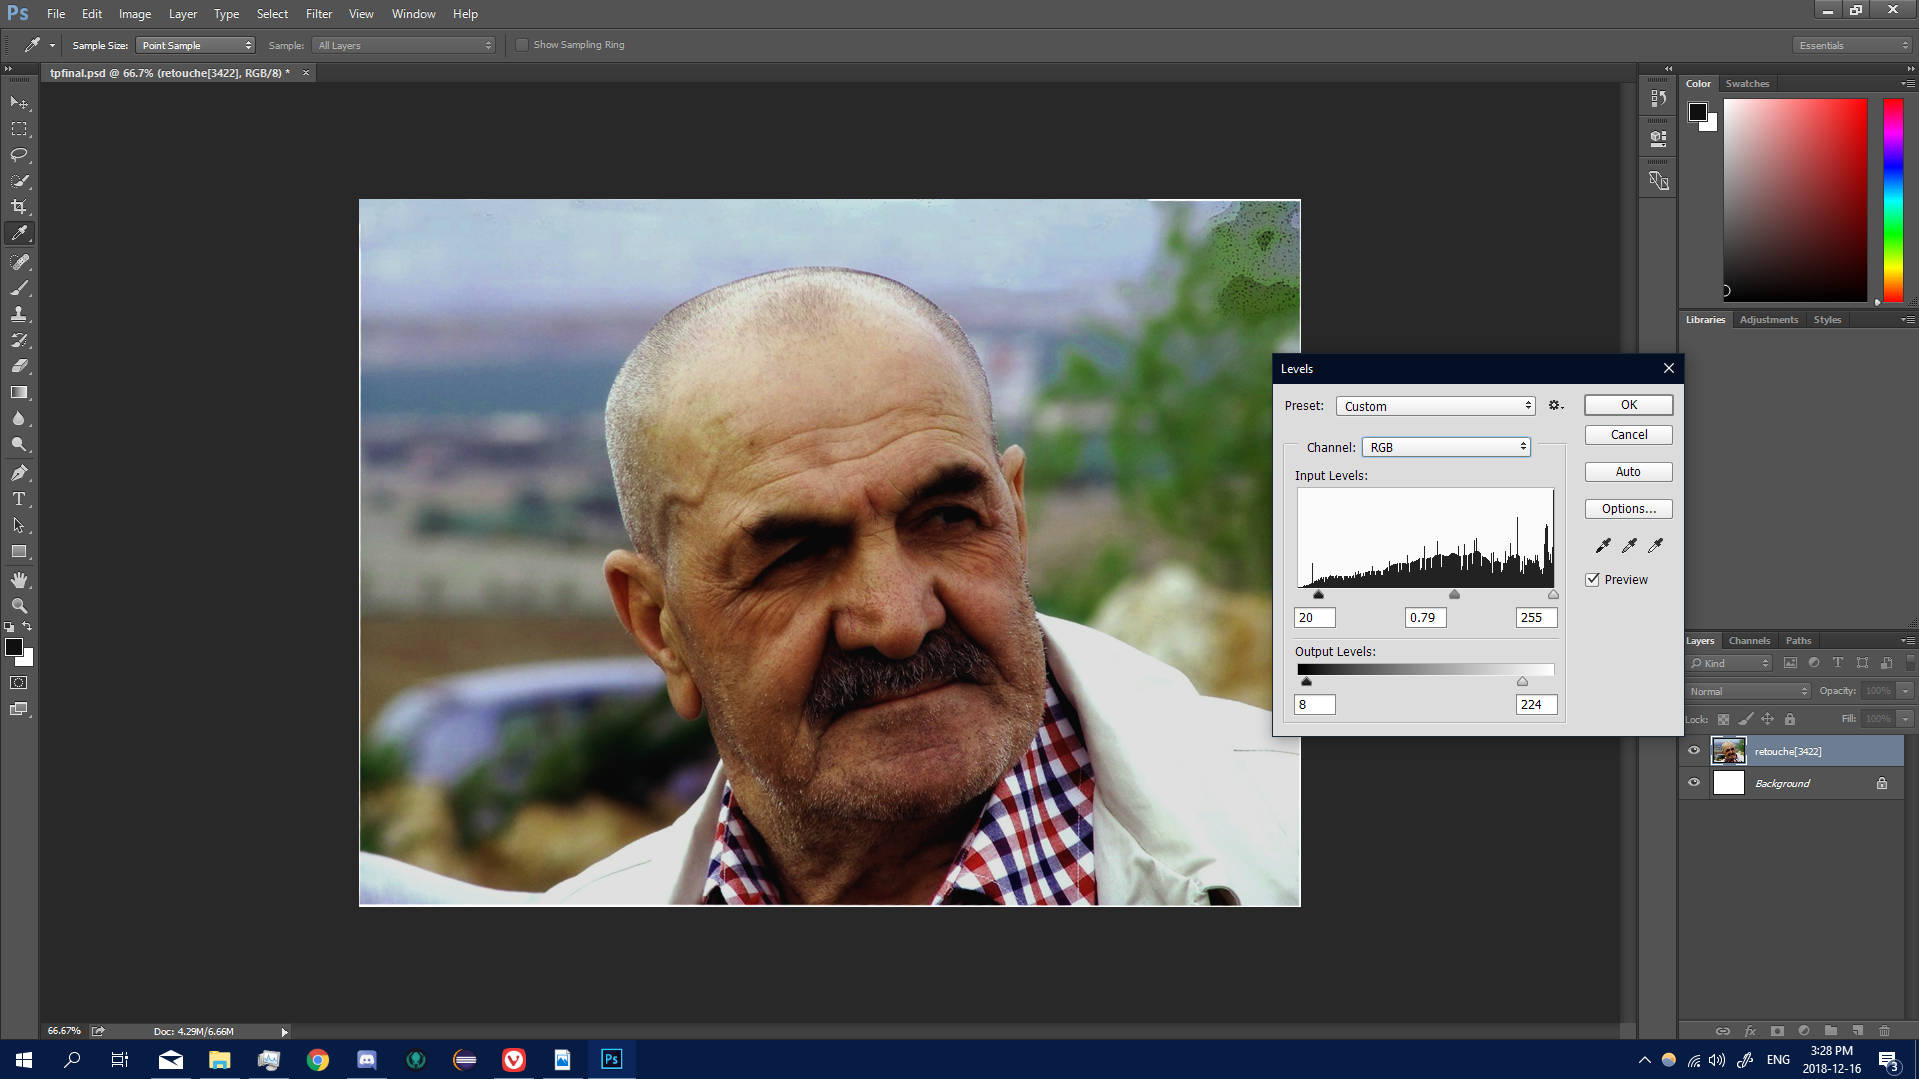 Ps File Edit Image Layer Type Select Filter View Window Help
Sample Size: Point Sample Sample: All Layers Show Sampling Ring Essentials
tpfinal.psd @ 66.7% (retouche[3422], RGB/8) * ×
Color Swatches
Libraries Adjustments Styles
Levels
Preset: Custom OK
Cancel
Channel: RGB
Auto
Input Levels:
Options...
Preview
20 0.79 255
Output Levels:
8 224
Layers Channels Paths
Kind
Normal Opacity: 100%
Lock: Fill: 100%
retouche[3422]
Background
66.67% Doc: 4.29M/6.66M
Ps ENG 3:28 PM
2018-12-16 3